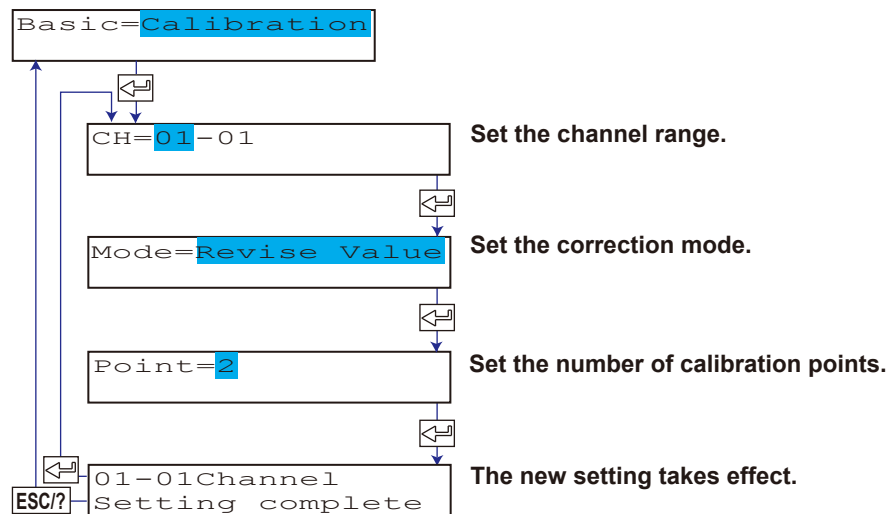 Basic=Calibration
CH=01-01
Set the channel range.
Mode=Revise Value
Set the correction mode.
Point=2
Set the number of calibration points.
01-01Channel
Setting complete
The new setting takes effect.
ESC/?